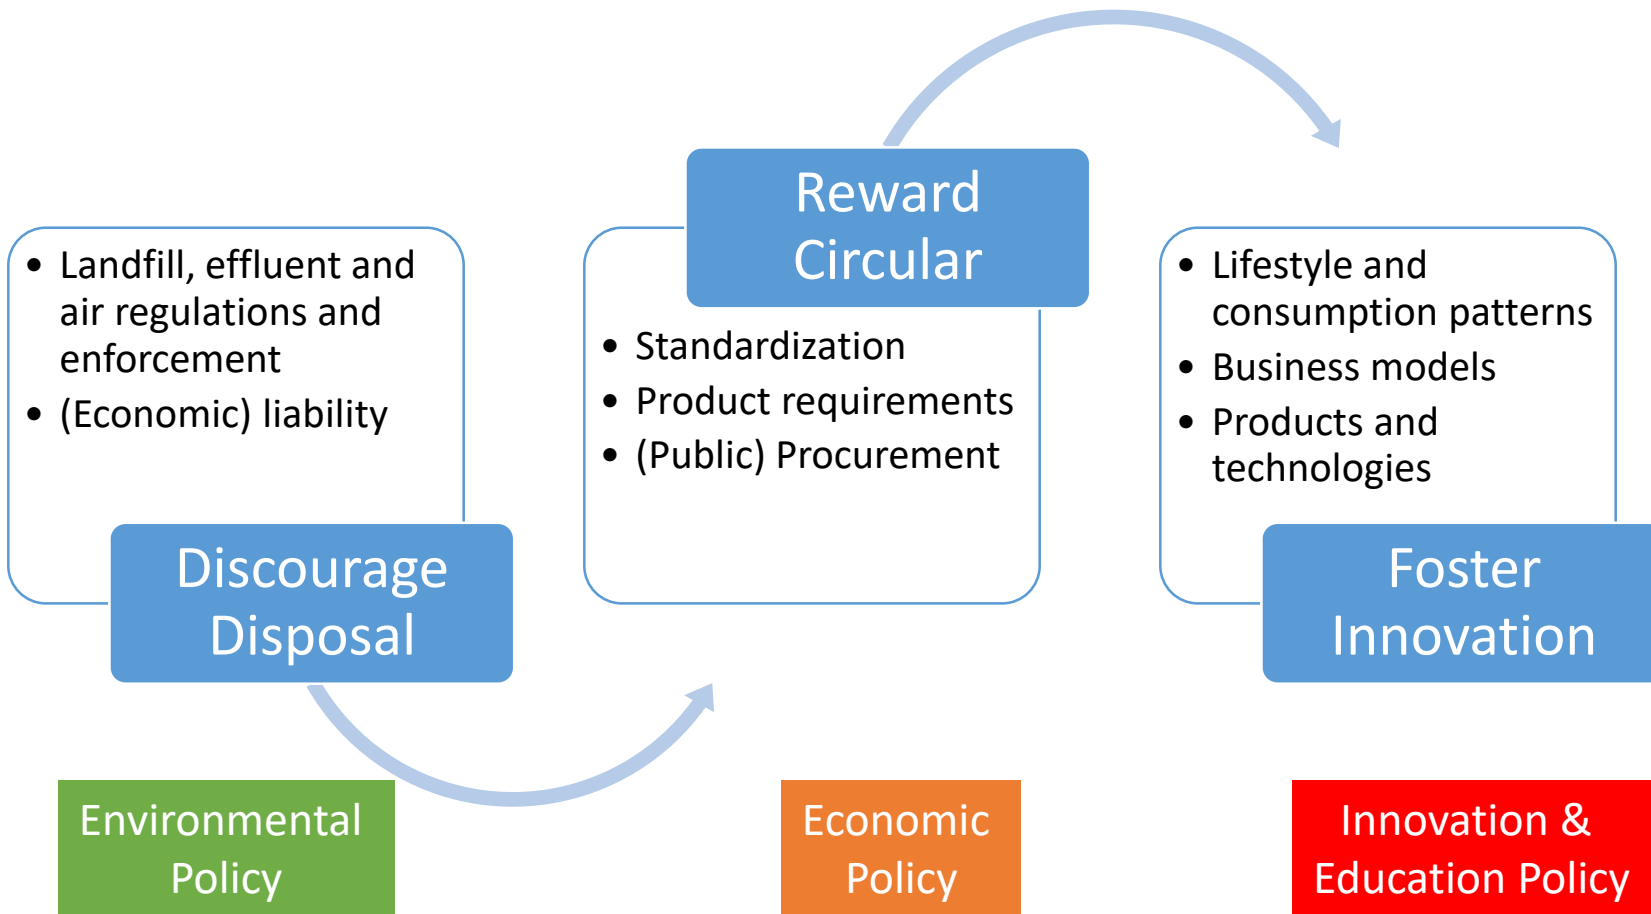 • Landfill, effluent and
air regulations and
enforcement
• (Economic) liability
Discourage
Disposal
Reward
Circular
• Standardization
• Product requirements
• (Public) Procurement
• Lifestyle and
consumption patterns
• Business models
• Products and
technologies
Foster
Innovation
Environmental
Policy
Economic
Policy
Innovation &
Education Policy